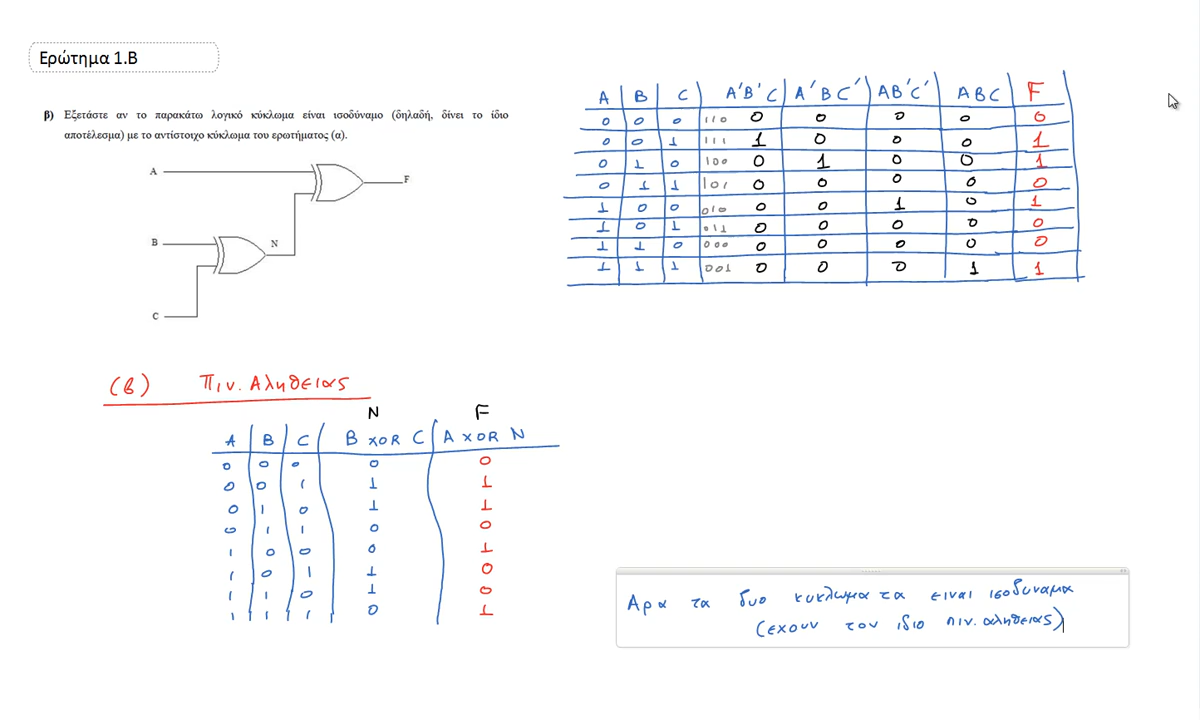 Ερώτημα 1.Β
β) Εξετάστε αν το παρακάτω λογικό κύκλωμα είναι ισοδύναμο (δηλαδή, δίνει το ίδιο
αποτέλεσμα) με το αντίστοιχο κύκλωμα του ερωτήματος (α).
A
F
B
N
C
A B C A'B'C A'BC' AB'C' ABC F
0 0 0 110 0 0 0 0 0
0 0 1 111 1 0 0 0 1
0 1 0 100 0 1 0 0 1
0 1 1 101 0 0 0 0 0
1 0 0 010 0 0 1 0 1
1 0 1 011 0 0 0 0 0
1 1 0 000 0 0 0 0 0
1 1 1 001 0 0 0 1 1
(β) Πιν. Αληθειας
N F
A B C B XOR C A XOR N
0 0 0 0 0
0 0 1 1 1
0 1 0 1 1
0 1 1 0 0
1 0 0 0 1
1 0 1 1 0
1 1 0 1 0
1 1 1 0 1
Αρα τα δυο κυκλωματα ειναι ισοδυναμα
(εχουν τον ιδιο πιν. αληθειας)